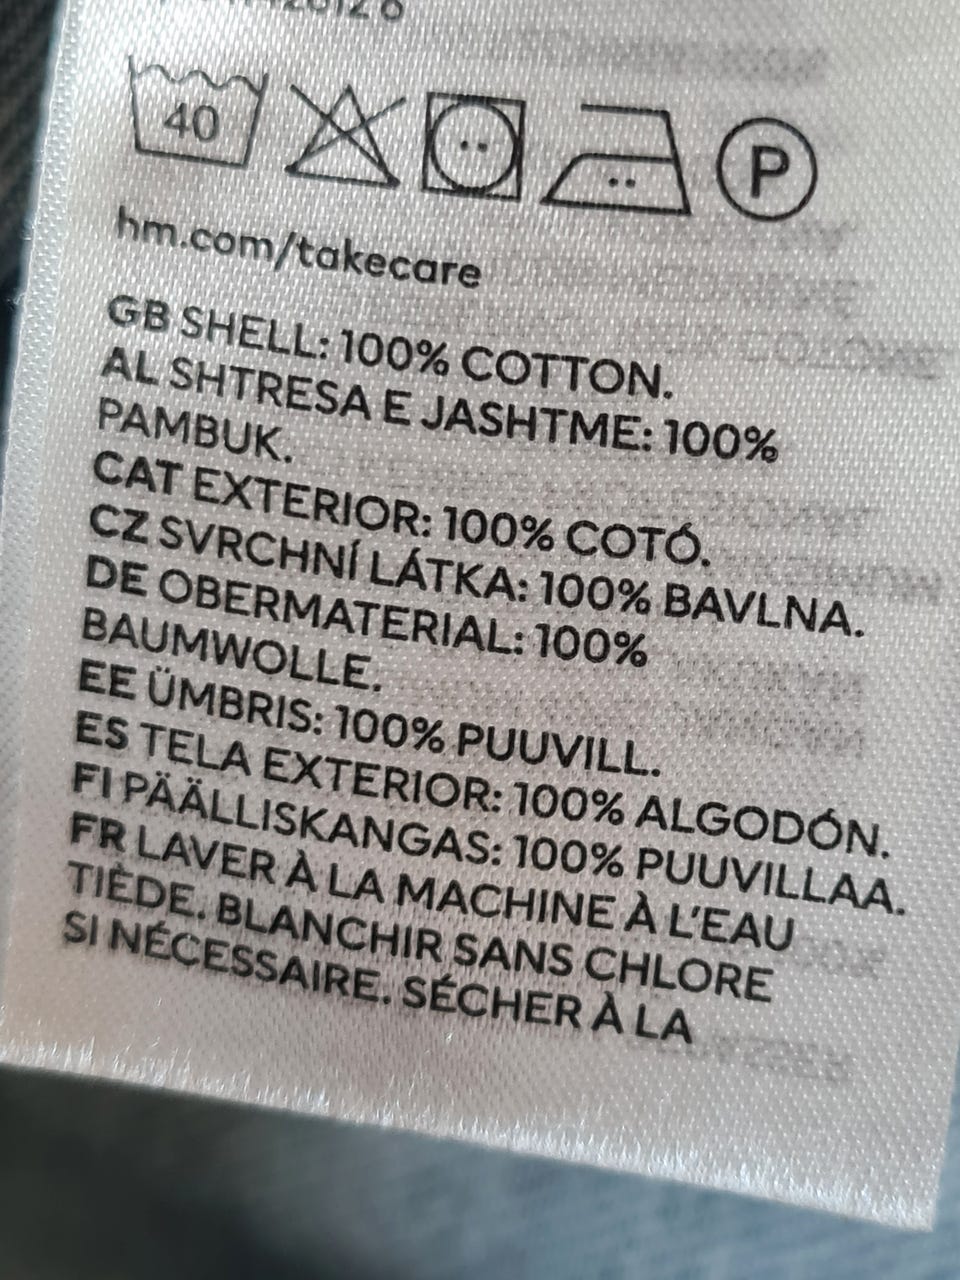 40
P
hm.com/takecare
GB SHELL: 100% COTTON.
AL SHTRESA E JASHTME: 100%
PAMBUK.
CAT EXTERIOR: 100% COTÓ.
CZ SVRCHNÍ LÁTKA: 100% BAVLNA.
DE OBERMATERIAL: 100%
BAUMWOLLE.
EE ÜMBRIS: 100% PUUVILL.
ES TELA EXTERIOR: 100% ALGODÓN.
FI PÄÄLLISKANGAS: 100% PUUVILLAA.
FR LAVER À LA MACHINE À L'EAU
TIÈDE. BLANCHIR SANS CHLORE
SI NÉCESSAIRE. SÉCHER À LA